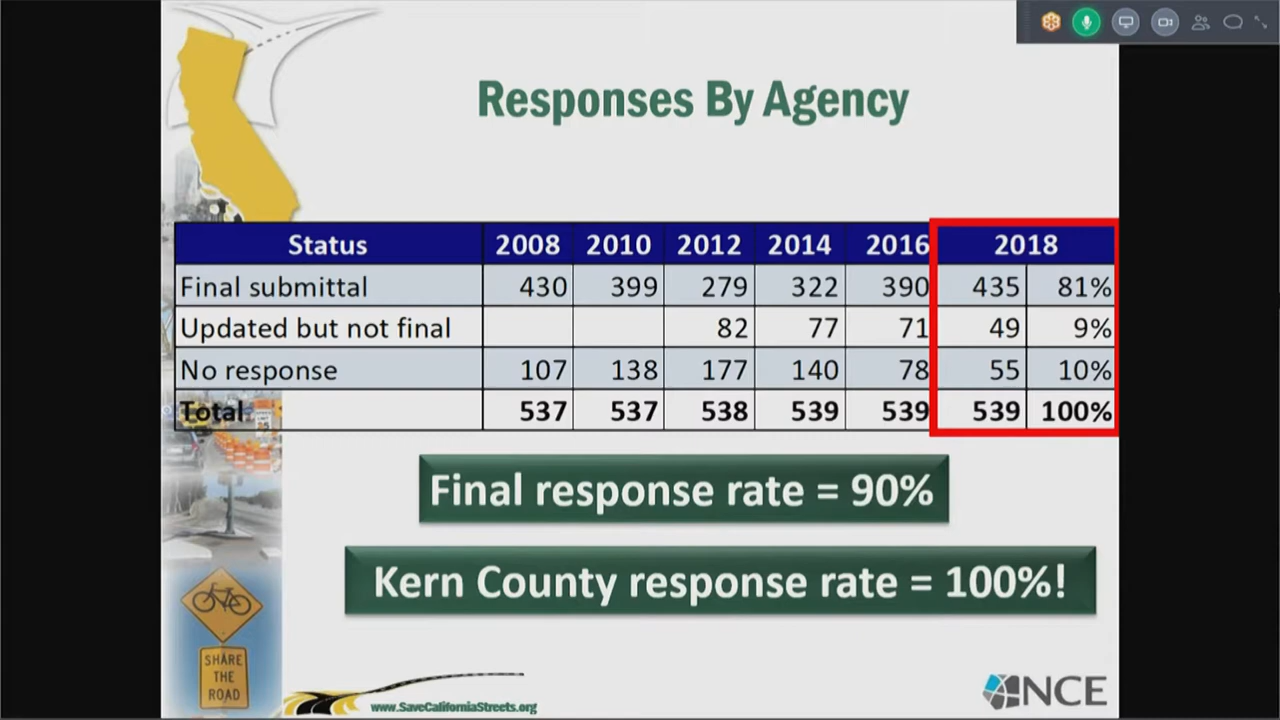 Responses By Agency
Status 2008 2010 2012 2014 2016 2018
Final submittal 430 399 279 322 390 435 81%
Updated but not final 82 77 71 49 9%
No response 107 138 177 140 78 55 10%
Total 537 537 538 539 539 539 100%
Final response rate = 90%
Kern County response rate = 100%!
SHARE
THE
ROAD
www.SaveCaliforniaStreets.org
NCE